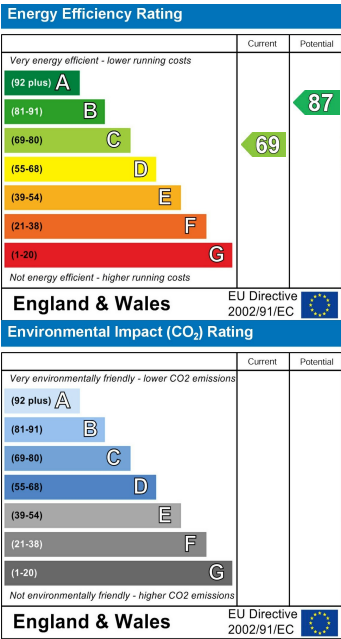 Energy Efficiency Rating
Current Potential
Very energy efficient - lower running costs
(92 plus) A
(81-91) B
87
(69-80) C
69
(55-68) D
(39-54) E
(21-38) F
(1-20) G
Not energy efficient - higher running costs
England & Wales
EU Directive
2002/91/EC
Environmental Impact (CO₂) Rating
Current Potential
Very environmentally friendly - lower CO2 emissions
(92 plus) A
(81-91) B
(69-80) C
(55-68) D
(39-54) E
(21-38) F
(1-20) G
Not environmentally friendly - higher CO2 emissions
England & Wales
EU Directive
2002/91/EC